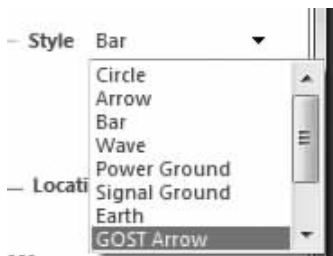 Style Bar
Circle
Arrow
Bar
Wave
Power Ground
Locati Signal Ground
Earth
GOST Arrow